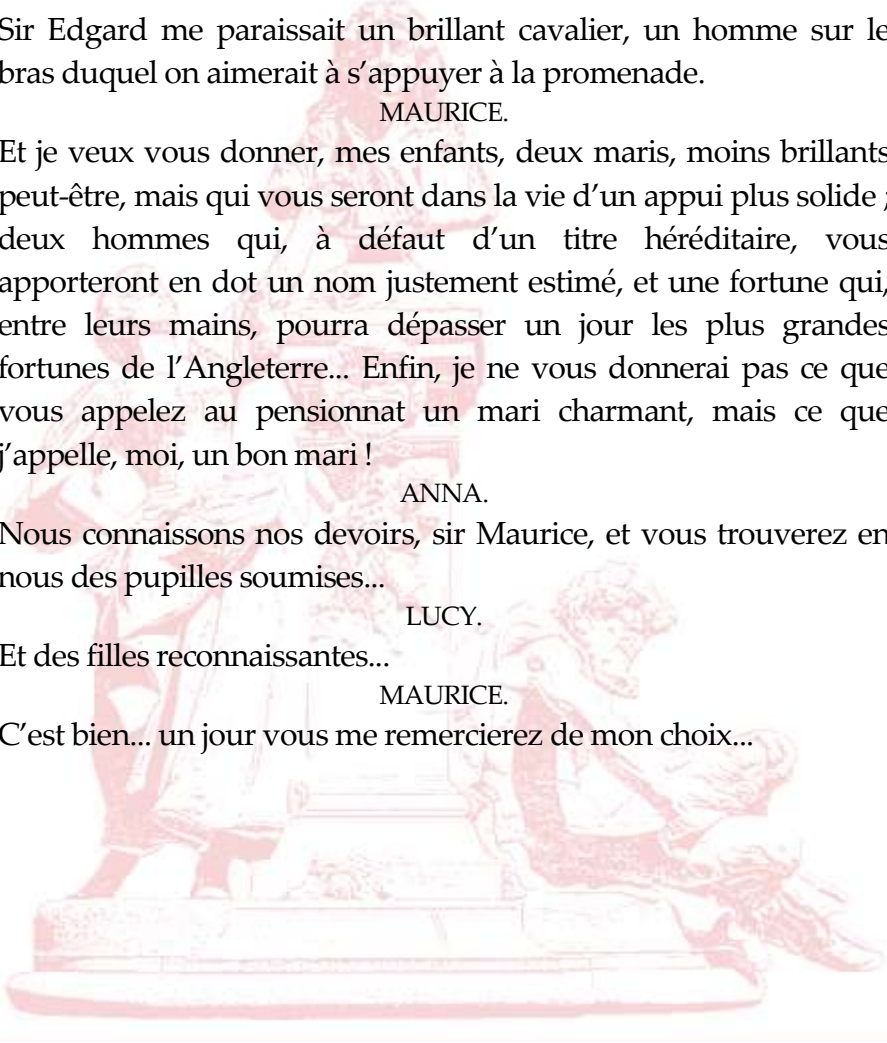 Sir Edgard me paraissait un brillant cavalier, un homme sur le
bras duquel on aimerait à s’appuyer à la promenade.
MAURICE.
Et je veux vous donner, mes enfants, deux maris, moins brillants
peut-être, mais qui vous seront dans la vie d’un appui plus solide ;
deux hommes qui, à défaut d’un titre héréditaire, vous
apporteront en dot un nom justement estimé, et une fortune qui,
entre leurs mains, pourra dépasser un jour les plus grandes
fortunes de l’Angleterre... Enfin, je ne vous donnerai pas ce que
vous appelez au pensionnat un mari charmant, mais ce que
j’appelle, moi, un bon mari !
ANNA.
Nous connaissons nos devoirs, sir Maurice, et vous trouverez en
nous des pupilles soumises...
LUCY.
Et des filles reconnaissantes...
MAURICE.
C’est bien... un jour vous me remercierez de mon choix...